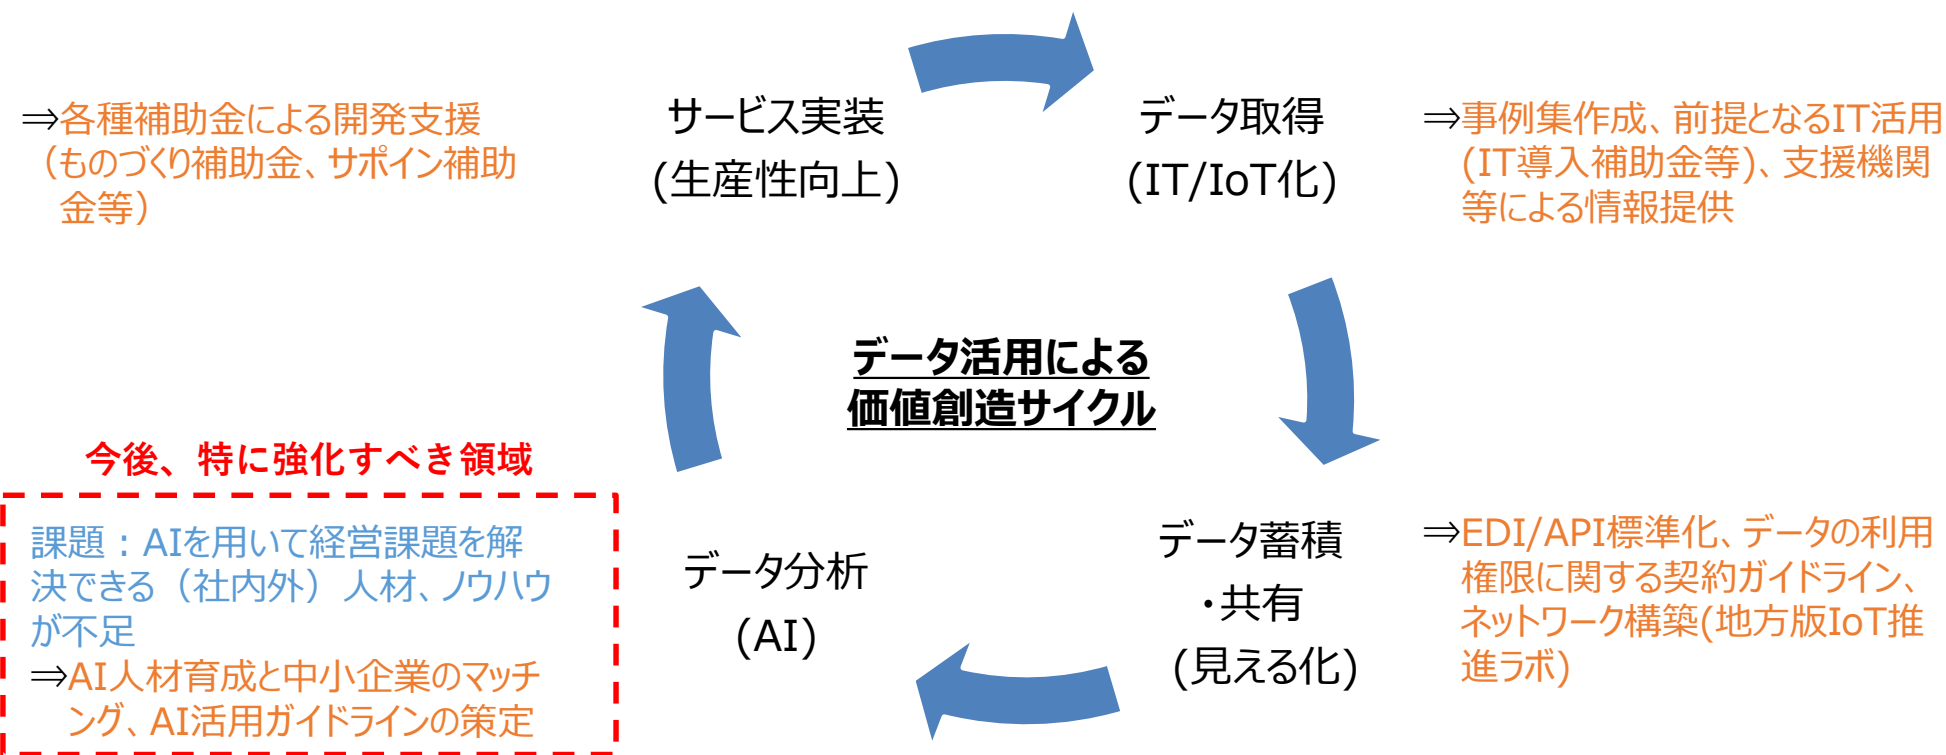 ⇒各種補助金による開発支援
（ものづくり補助金、サポイン補助
金等）
サービス実装
(生産性向上)
データ取得
(IT/IoT化)
⇒事例集作成、前提となるIT活用
(IT導入補助金等)、支援機関
等による情報提供
データ活用による
価値創造サイクル
今後、特に強化すべき領域
課題：AIを用いて経営課題を解
決できる（社内外）人材、ノウハウ
が不足
⇒AI人材育成と中小企業のマッチ
ング、AI活用ガイドラインの策定
データ分析
(AI)
データ蓄積
・共有
(見える化)
⇒EDI/API標準化、データの利用
権限に関する契約ガイドライン、
ネットワーク構築(地方版IoT推
進ラボ)